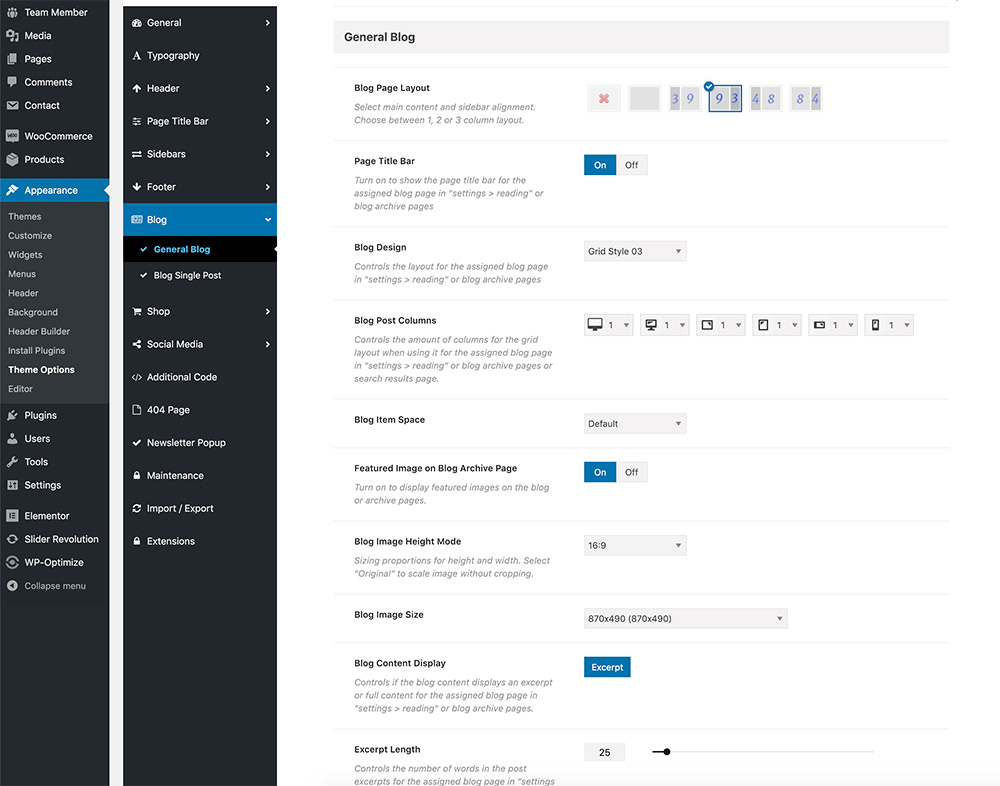 Team Member
Media
Pages
Comments
Contact
WooCommerce
Products
Appearance
Themes
Customize
Widgets
Menus
Header
Background
Header Builder
Install Plugins
Theme Options
Editor
Plugins
Users
Tools
Settings
Elementor
Slider Revolution
WP-Optimize
Collapse menu
General
Typography
Header
Page Title Bar
Sidebars
Footer
Blog
General Blog
Blog Single Post
Shop
Social Media
Additional Code
404 Page
Newsletter Popup
Maintenance
Import / Export
Extensions
General Blog
Blog Page Layout
Select main content and sidebar alignment.
Choose between 1, 2 or 3 column layout.
3 9
9 3
4 8
8 4
Page Title Bar
Turn on to show the page title bar for the
assigned blog page in "settings > reading" or
blog archive pages
On Off
Blog Design
Controls the layout for the assigned blog page
in "settings > reading" or blog archive pages
Grid Style 03
Blog Post Columns
Controls the amount of columns for the grid
layout when using it for the assigned blog page
in "settings > reading" or blog archive pages or
search results page.
1 1 1 1 1 1
Blog Item Space
Default
Featured Image on Blog Archive Page
Turn on to display featured images on the blog
or archive pages.
On Off
Blog Image Height Mode
Sizing proportions for height and width. Select
"Original" to scale image without cropping.
16:9
Blog Image Size
870x490 (870x490)
Blog Content Display
Controls if the blog content displays an excerpt
or full content for the assigned blog page in
"settings > reading" or blog archive pages.
Excerpt
Excerpt Length
Controls the number of words in the post
excerpts for the assigned blog page in "settings
25